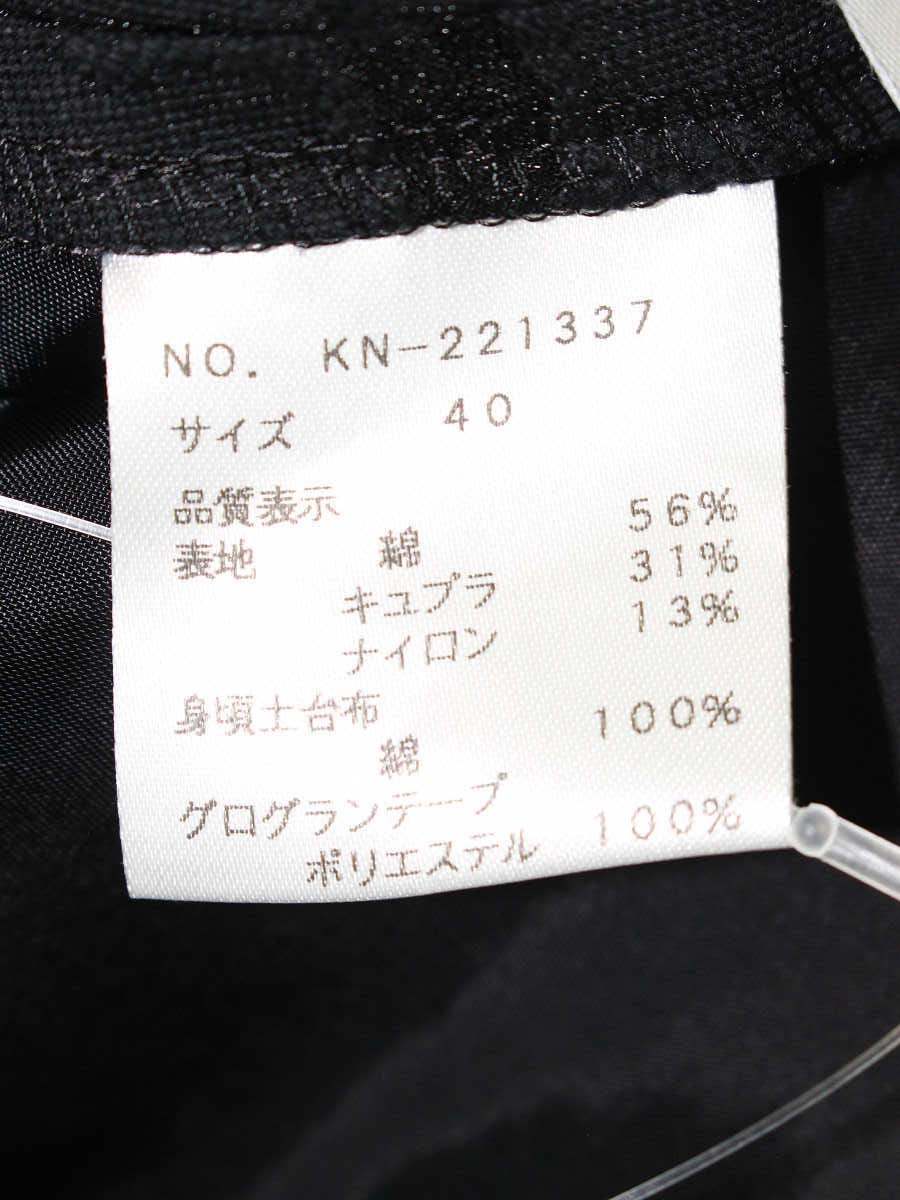 NO. KN-221337
サイズ 40
品質表示
表地 綿 56%
キュプラ 31%
ナイロン 13%
身頃土台布
綿 100%
グログランテープ
ポリエステル 100%